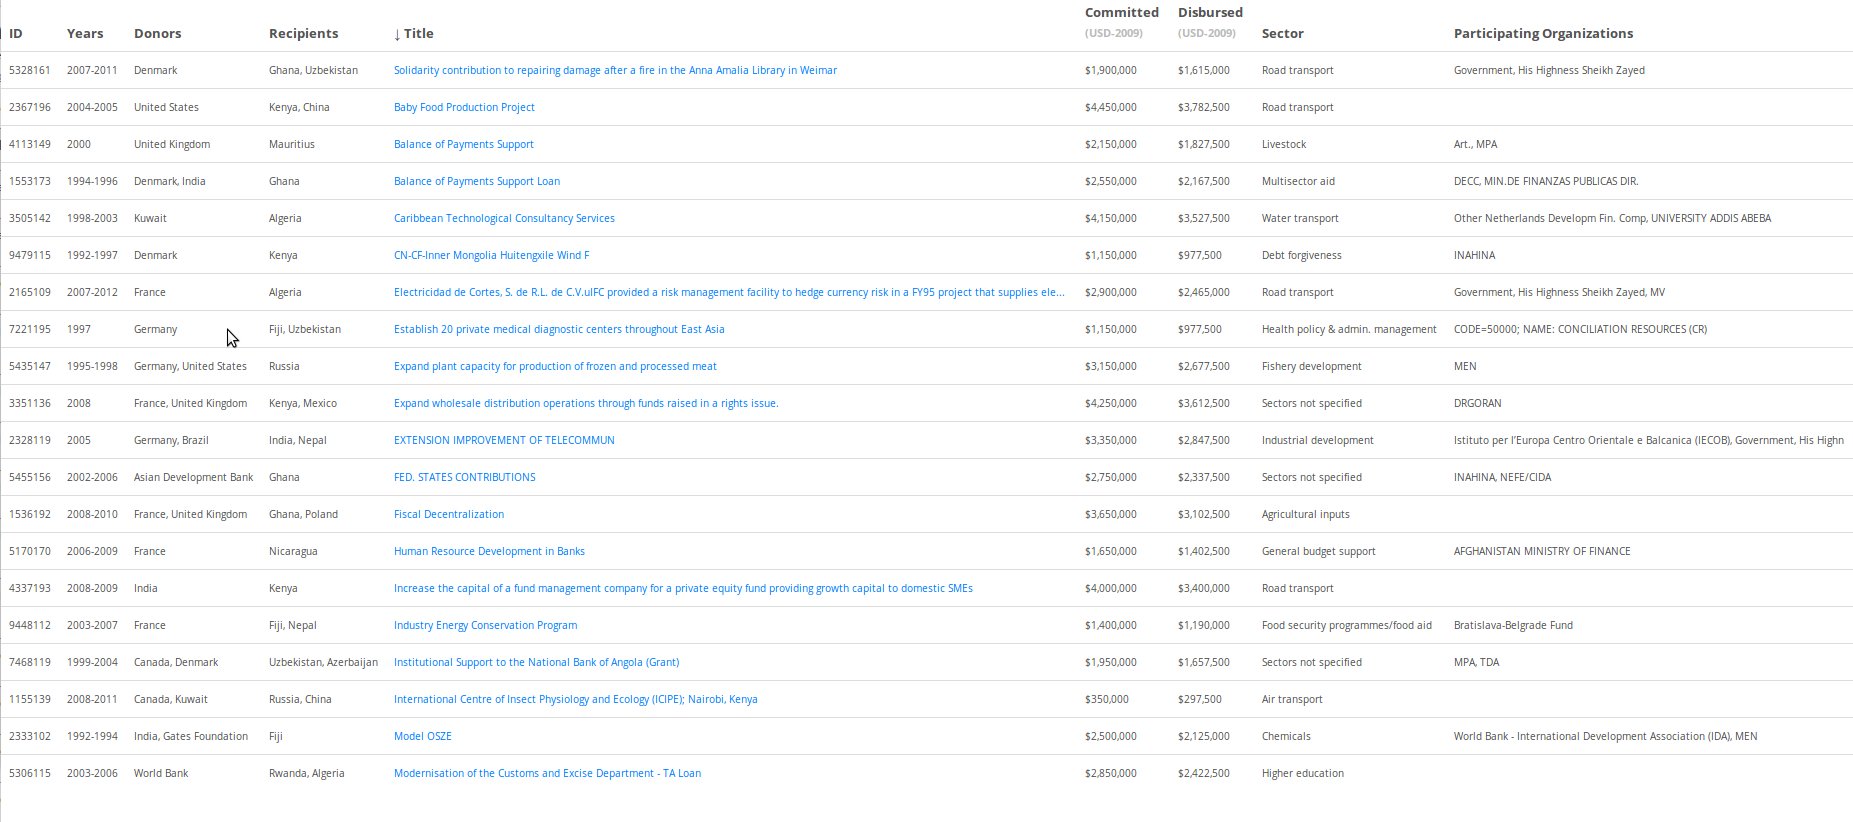 Committed Disbursed
ID Years Donors Recipients ↓ Title (USD-2009) (USD-2009) Sector Participating Organizations
5328161 2007-2011 Denmark Ghana, Uzbekistan Solidarity contribution to repairing damage after a fire in the Anna Amalia Library in Weimar $1,900,000 $1,615,000 Road transport Government, His Highness Sheikh Zayed
2367196 2004-2005 United States Kenya, China Baby Food Production Project $4,450,000 $3,782,500 Road transport
4113149 2000 United Kingdom Mauritius Balance of Payments Support $2,150,000 $1,827,500 Livestock Art., MPA
1553173 1994-1996 Denmark, India Ghana Balance of Payments Support Loan $2,550,000 $2,167,500 Multisector aid DECC, MIN.DE FINANZAS PUBLICAS DIR.
3505142 1998-2003 Kuwait Algeria Caribbean Technological Consultancy Services $4,150,000 $3,527,500 Water transport Other Netherlands Developm Fin. Comp, UNIVERSITY ADDIS ABEBA
9479115 1992-1997 Denmark Kenya CN-CF-Inner Mongolia Huitengxile Wind F $1,150,000 $977,500 Debt forgiveness INAHINA
2165109 2007-2012 France Algeria Electricidad de Cortes, S. de R.L. de C.V.uIFC provided a risk management facility to hedge currency risk in a FY95 project that supplies ele... $2,900,000 $2,465,000 Road transport Government, His Highness Sheikh Zayed, MV
7221195 1997 Germany Fiji, Uzbekistan Establish 20 private medical diagnostic centers throughout East Asia $1,150,000 $977,500 Health policy & admin. management CODE=50000; NAME: CONCILIATION RESOURCES (CR)
5435147 1995-1998 Germany, United States Russia Expand plant capacity for production of frozen and processed meat $3,150,000 $2,677,500 Fishery development MEN
3351136 2008 France, United Kingdom Kenya, Mexico Expand wholesale distribution operations through funds raised in a rights issue. $4,250,000 $3,612,500 Sectors not specified DRGORAN
2328119 2005 Germany, Brazil India, Nepal EXTENSION IMPROVEMENT OF TELECOMMUN $3,350,000 $2,847,500 Industrial development Istituto per l'Europa Centro Orientale e Balcanica (IECOB), Government, His Highn
5455156 2002-2006 Asian Development Bank Ghana FED. STATES CONTRIBUTIONS $2,750,000 $2,337,500 Sectors not specified INAHINA, NEFE/CIDA
1536192 2008-2010 France, United Kingdom Ghana, Poland Fiscal Decentralization $3,650,000 $3,102,500 Agricultural inputs
5170170 2006-2009 France Nicaragua Human Resource Development in Banks $1,650,000 $1,402,500 General budget support AFGHANISTAN MINISTRY OF FINANCE
4337193 2008-2009 India Kenya Increase the capital of a fund management company for a private equity fund providing growth capital to domestic SMEs $4,000,000 $3,400,000 Road transport
9448112 2003-2007 France Fiji, Nepal Industry Energy Conservation Program $1,400,000 $1,190,000 Food security programmes/food aid Bratislava-Belgrade Fund
7468119 1999-2004 Canada, Denmark Uzbekistan, Azerbaijan Institutional Support to the National Bank of Angola (Grant) $1,950,000 $1,657,500 Sectors not specified MPA, TDA
1155139 2008-2011 Canada, Kuwait Russia, China International Centre of Insect Physiology and Ecology (ICIPE); Nairobi, Kenya $350,000 $297,500 Air transport
2333102 1992-1994 India, Gates Foundation Fiji Model OSZE $2,500,000 $2,125,000 Chemicals World Bank - International Development Association (IDA), MEN
5306115 2003-2006 World Bank Rwanda, Algeria Modernisation of the Customs and Excise Department - TA Loan $2,850,000 $2,422,500 Higher education